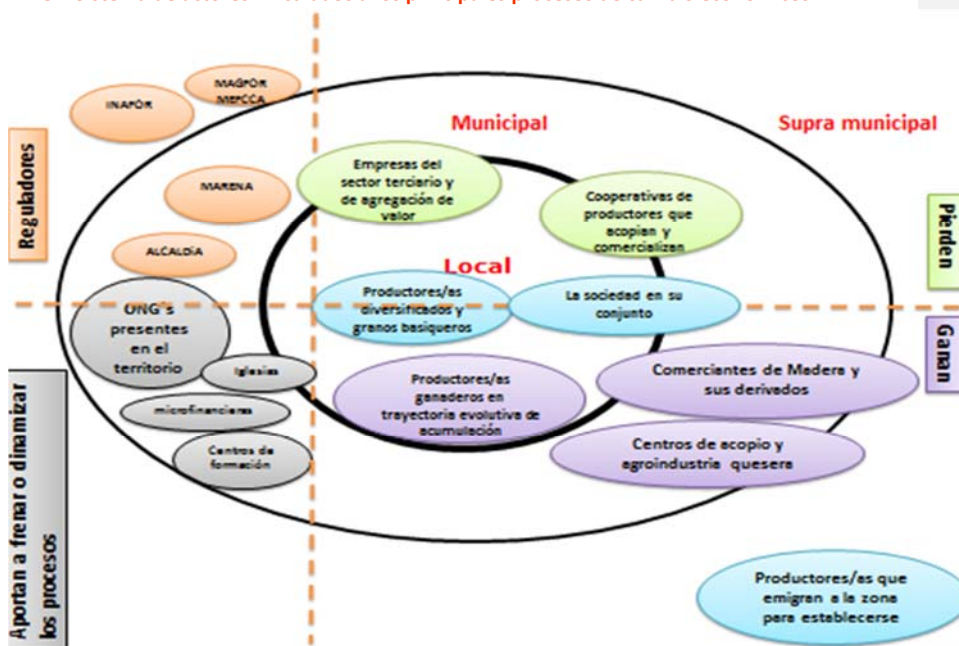 MAGFOR
MEFCCA
INAFOR
Municipal
Supra municipal
Reguladores
Empresas del
sector terciario y
de agregación de
valor
MARENA
Cooperativas de
productores que
acopian y
comercializan
Pierden
ALCALDÍA
Local
ONG´s
presentes
en el
territorio
Productores/as
diversificados y
granos basiqueros
La sociedad en su
conjunto
Ganan
Iglesias
Productores/as
ganaderos en
trayectoria evolutiva de
acumulación
Comerciantes de Madera y
sus derivados
microfinancieras
Centros de
formación
Centros de acopio y
agroindustria quesera
Aportan a frenar o dinamizar
los procesos
Productores/as que
emigran a la zona
para establecerse